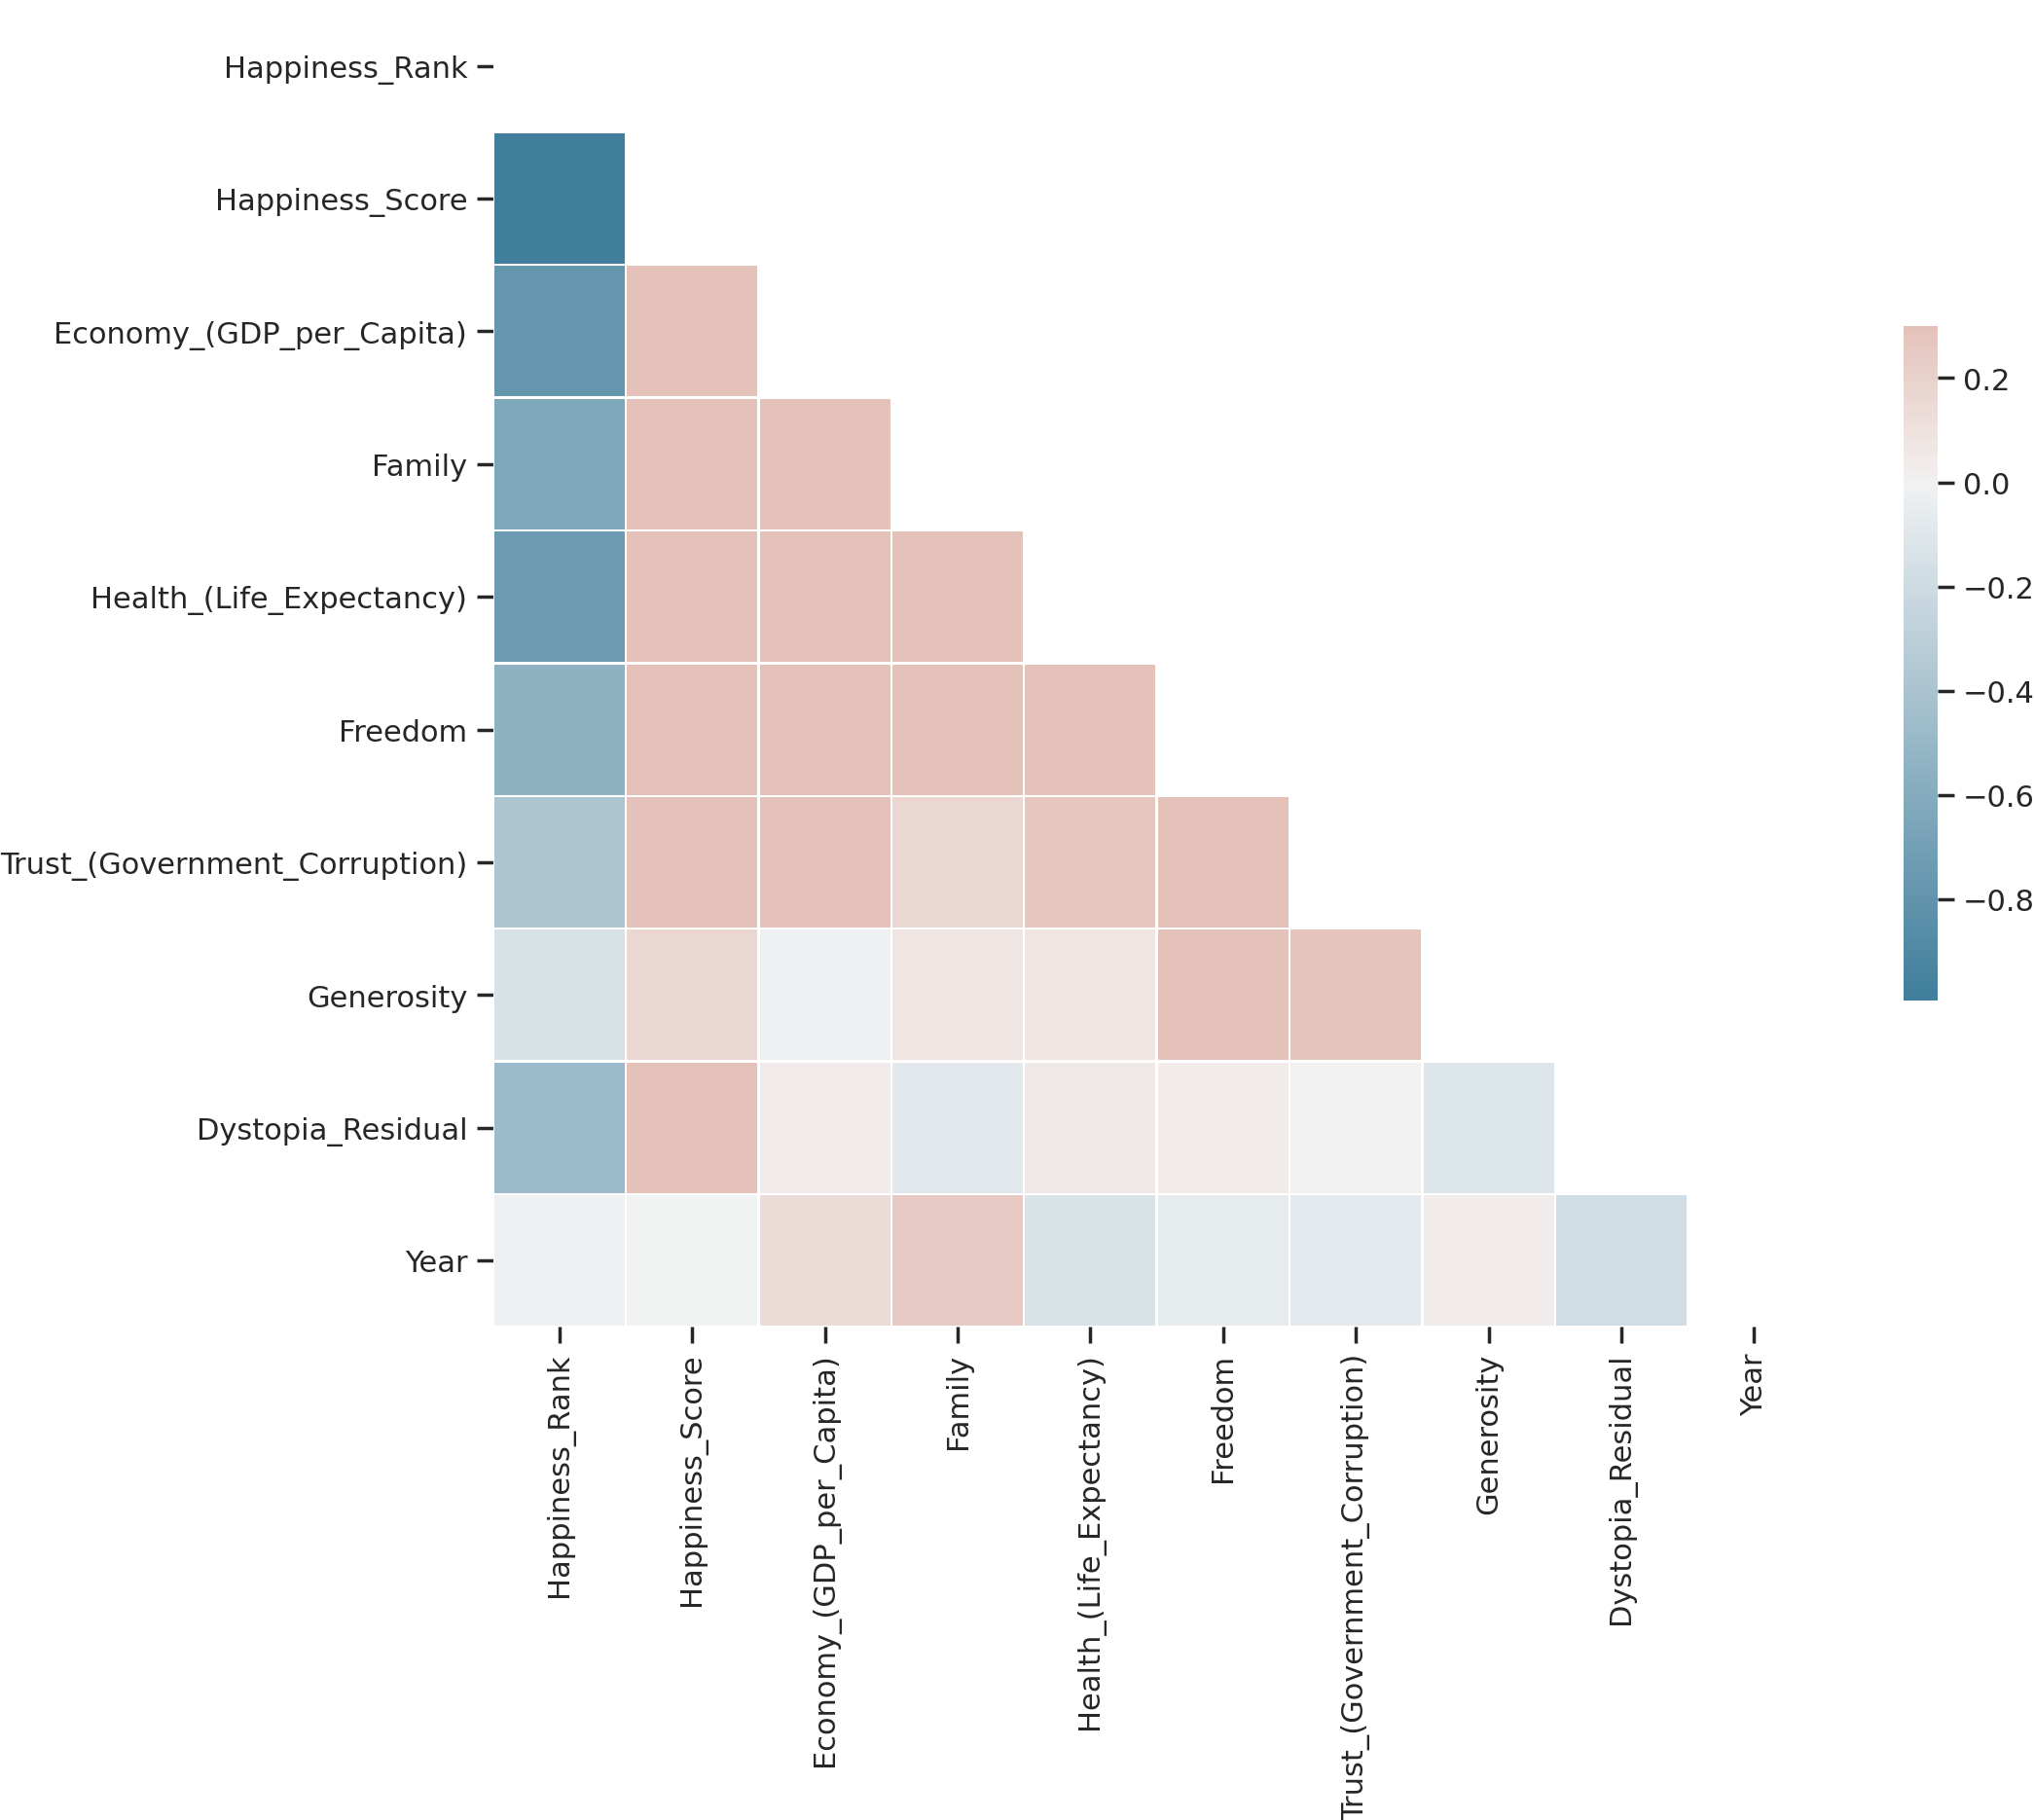 Happiness_Rank
Happiness_Score
Economy_(GDP_per_Capita)
Family
Health_(Life_Expectancy)
Freedom
Trust_(Government_Corruption)
Generosity
Dystopia_Residual
Year
0.2
0.0
−0.2
−0.4
−0.6
−0.8
Happiness_Rank
Happiness_Score
Economy_(GDP_per_Capita)
Family
Health_(Life_Expectancy)
Freedom
Trust_(Government_Corruption)
Generosity
Dystopia_Residual
Year